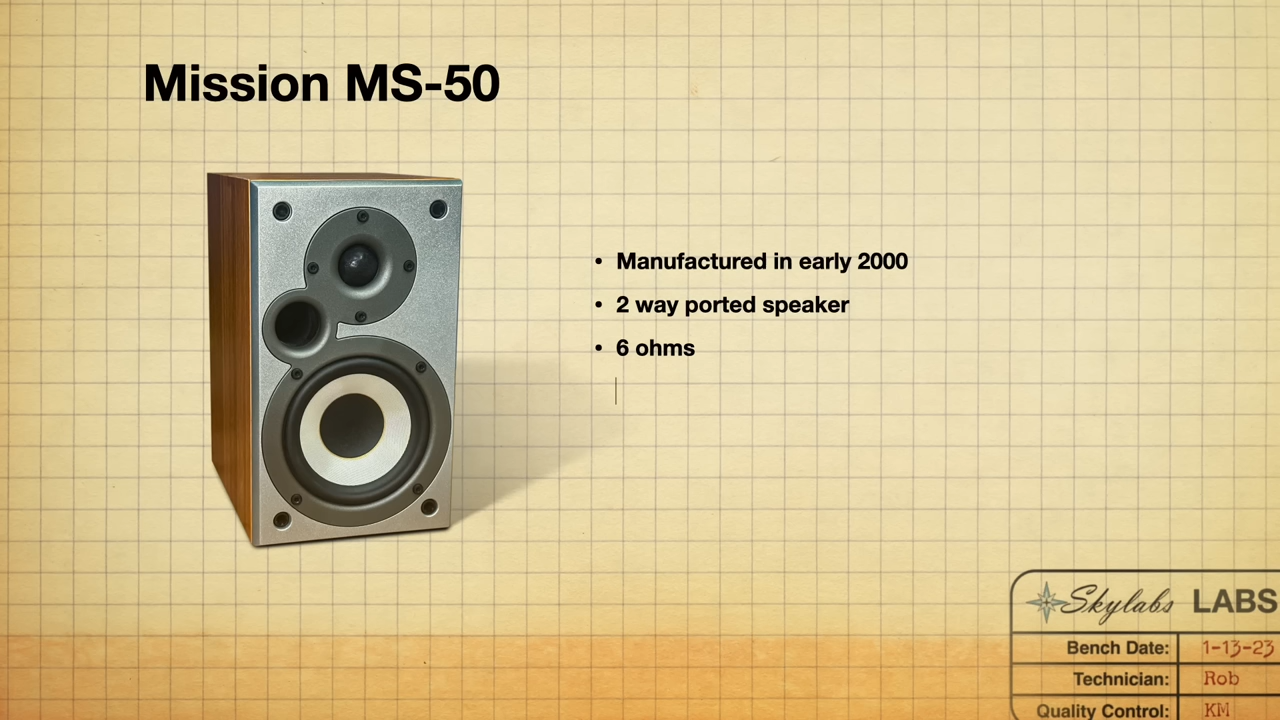 Mission MS-50
• Manufactured in early 2000
• 2 way ported speaker
• 6 ohms
Skylabs LABS
Bench Date: 1-13-23
Technician: Rob
Quality Control: KM